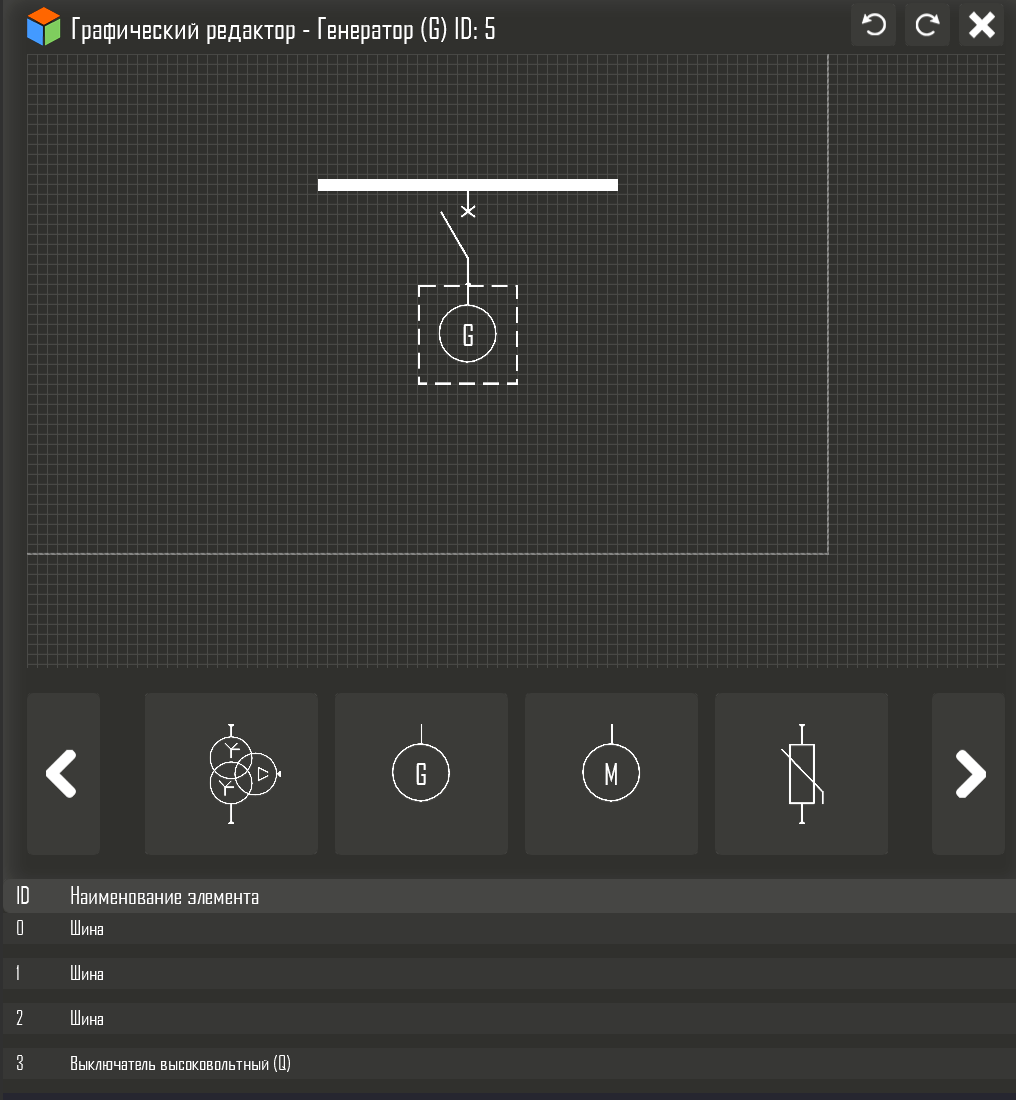 Графический редактор - Генератор (G) ID: 5
G
G
M
ID Наименование элемента
0 Шина
1 Шина
2 Шина
3 Выключатель высоковольтный (Q)